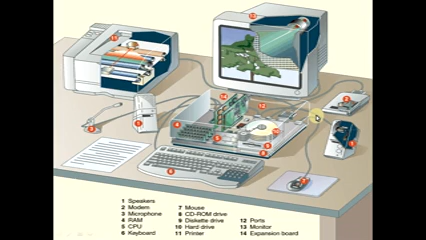 1 Speakers
2 Modem
3 Microphone
4 RAM
5 CPU
6 Keyboard
7 Mouse
8 CD-ROM drive
9 Diskette drive
10 Hard drive
11 Printer
12 Ports
13 Monitor
14 Expansion board